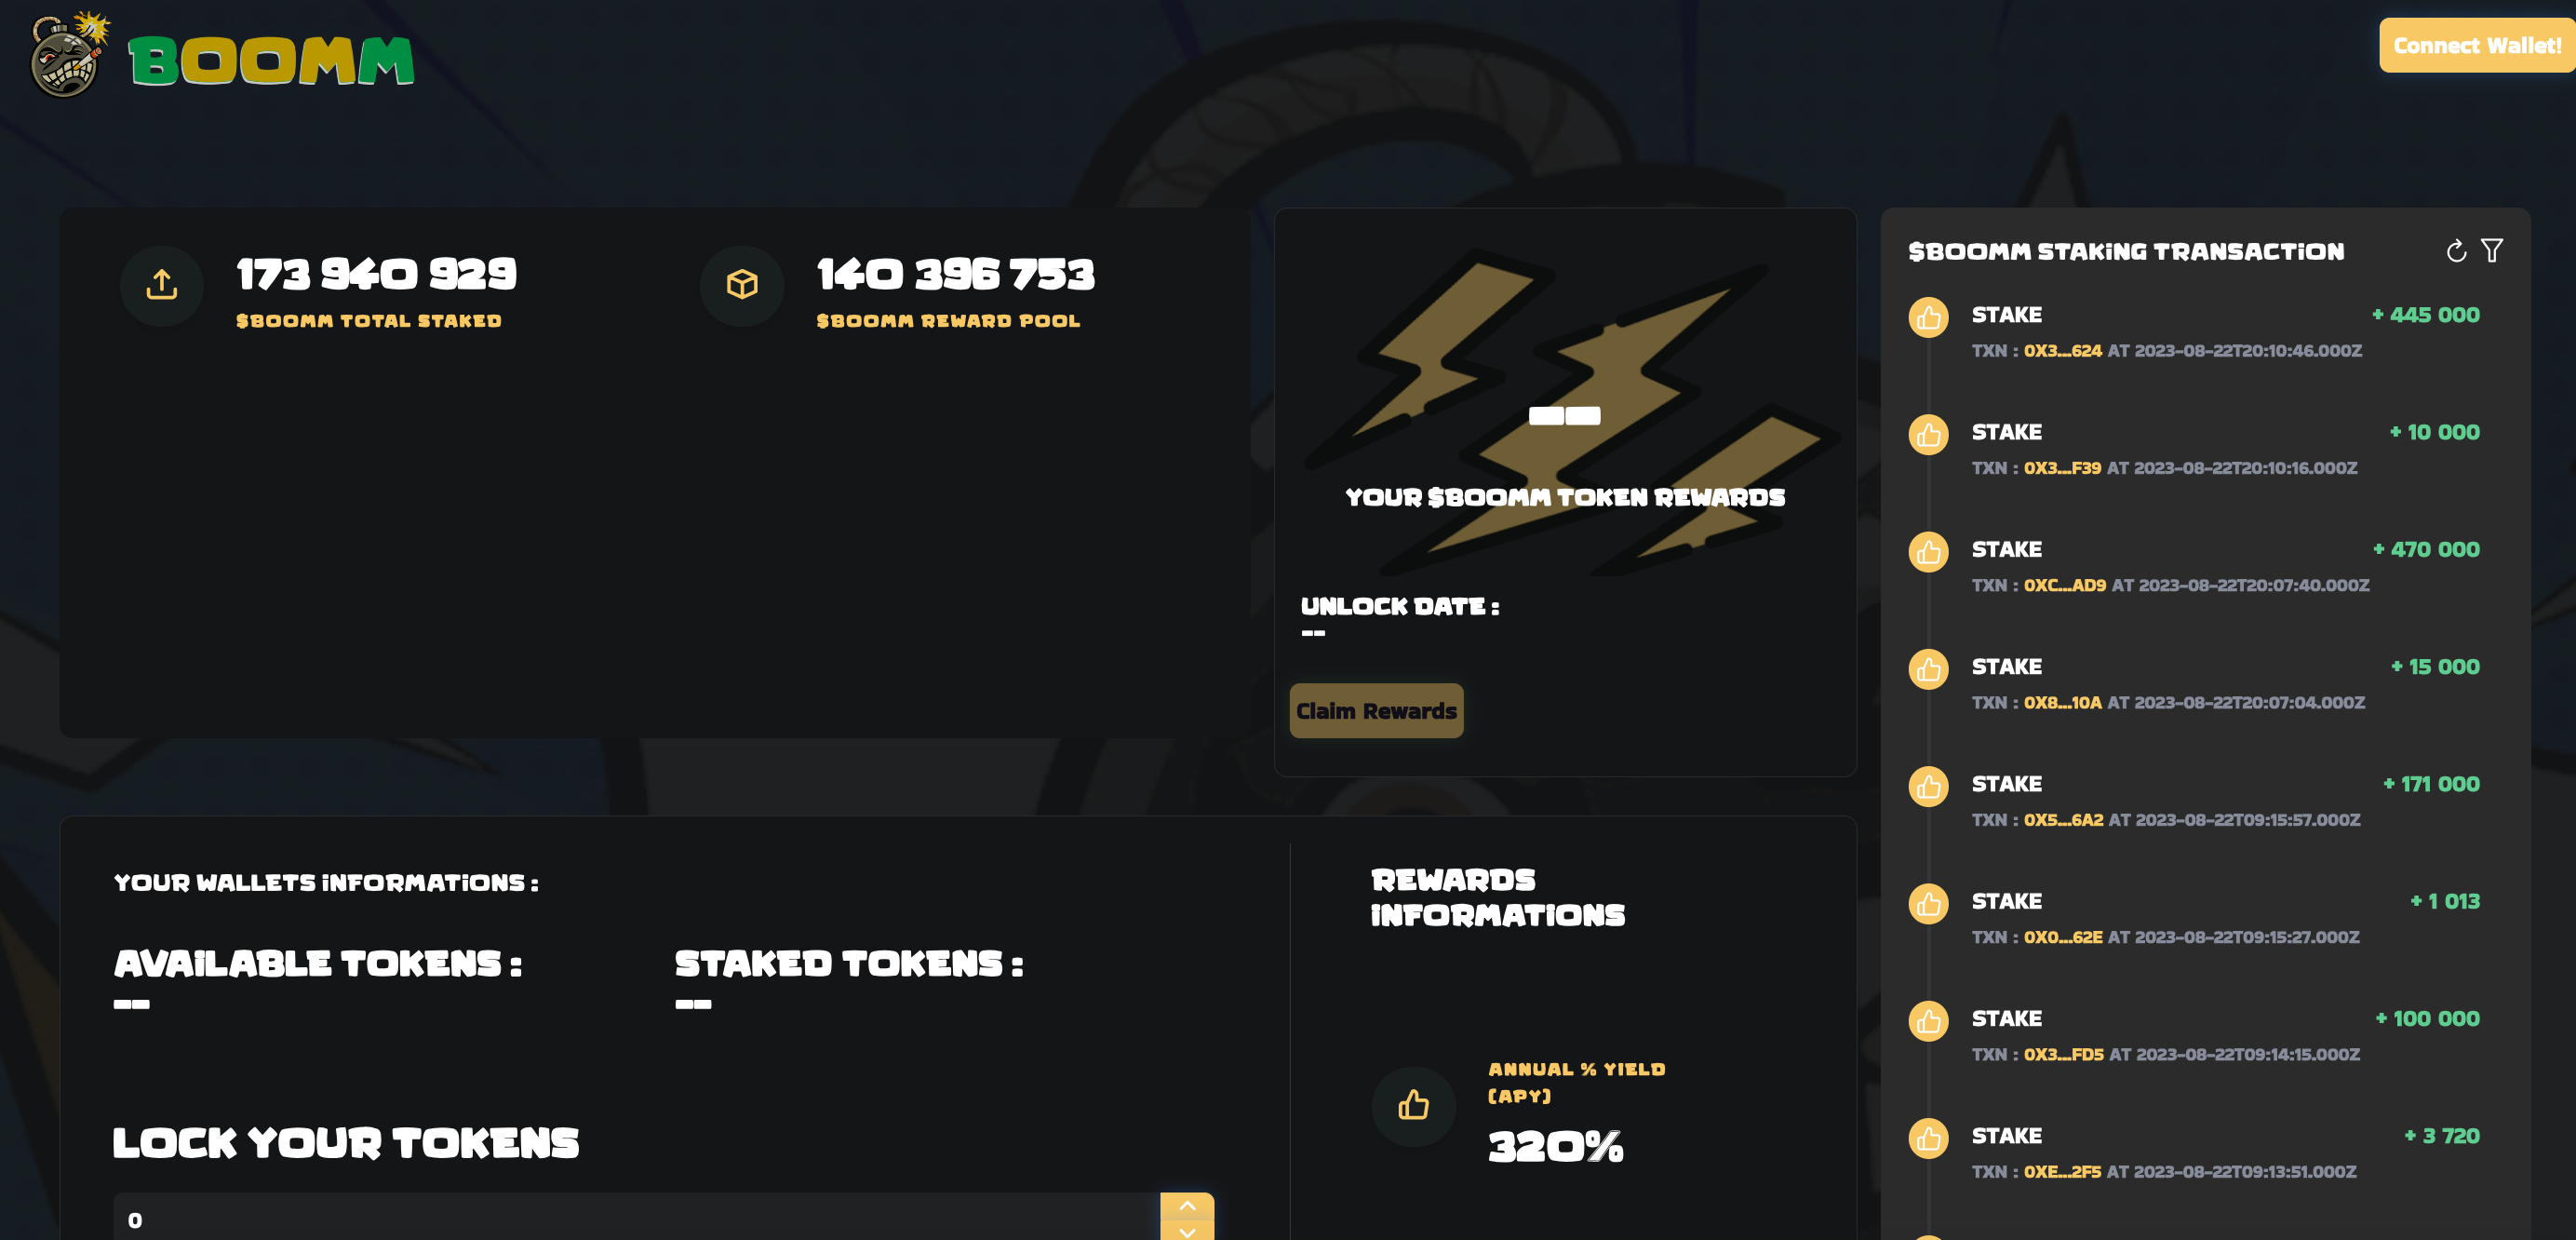 BOOMM
Connect Wallet!
173 940 929
$BOOMM TOTAL STAKED
140 396 753
$BOOMM REWARD POOL
--
YOUR $BOOMM TOKEN REWARDS
UNLOCK DATE :
--
Claim Rewards
YOUR WALLETS INFORMATIONS :
AVAILABLE TOKENS :
--
STAKED TOKENS :
--
LOCK YOUR TOKENS
0
REWARDS
INFORMATIONS
ANNUAL % YIELD
(APY)
320%
$BOOMM STAKING TRANSACTION
STAKE + 445 000
TXN : 0X3...624 AT 2023-08-22T20:10:46.000Z
STAKE + 10 000
TXN : 0X3...F39 AT 2023-08-22T20:10:16.000Z
STAKE + 470 000
TXN : 0XC...AD9 AT 2023-08-22T20:07:40.000Z
STAKE + 15 000
TXN : 0X8...10A AT 2023-08-22T20:07:04.000Z
STAKE + 171 000
TXN : 0X5...6A2 AT 2023-08-22T09:15:57.000Z
STAKE + 1 013
TXN : 0X0...62E AT 2023-08-22T09:15:27.000Z
STAKE + 100 000
TXN : 0X3...FD5 AT 2023-08-22T09:14:15.000Z
STAKE + 3 720
TXN : 0XE...2F5 AT 2023-08-22T09:13:51.000Z